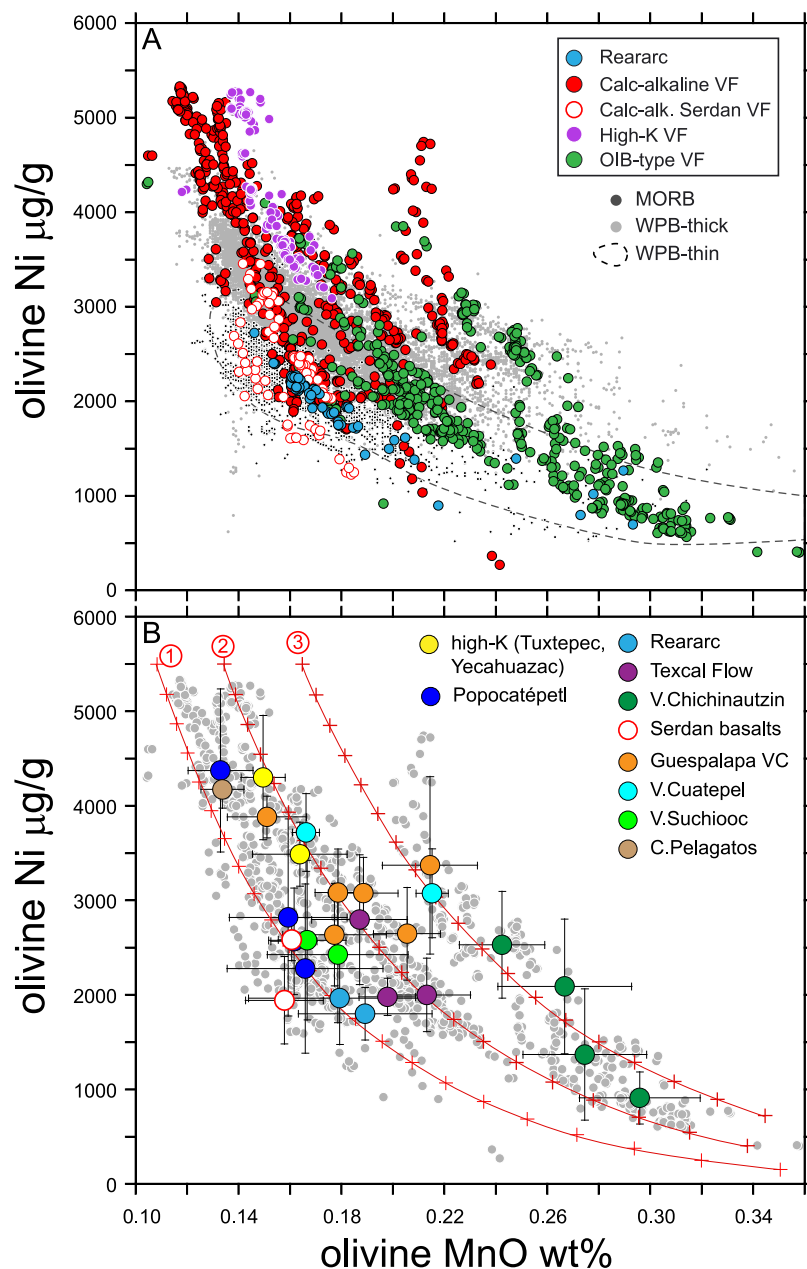 A
6000
5000
4000
3000
2000
1000
0
olivine Ni µg/g
Reararc
Calc-alkaline VF
Calc-alk. Serdan VF
High-K VF
OIB-type VF
MORB
WPB-thick
WPB-thin
B
6000
5000
4000
3000
2000
1000
0
olivine Ni µg/g
1
2
3
high-K (Tuxtepec,
Yecahuazac)
Popocatépetl
Reararc
Texcal Flow
V.Chichinautzin
Serdan basalts
Guespalapa VC
V.Cuatepel
V.Suchiooc
C.Pelagatos
0.10 0.14 0.18 0.22 0.26 0.30 0.34
olivine MnO wt%